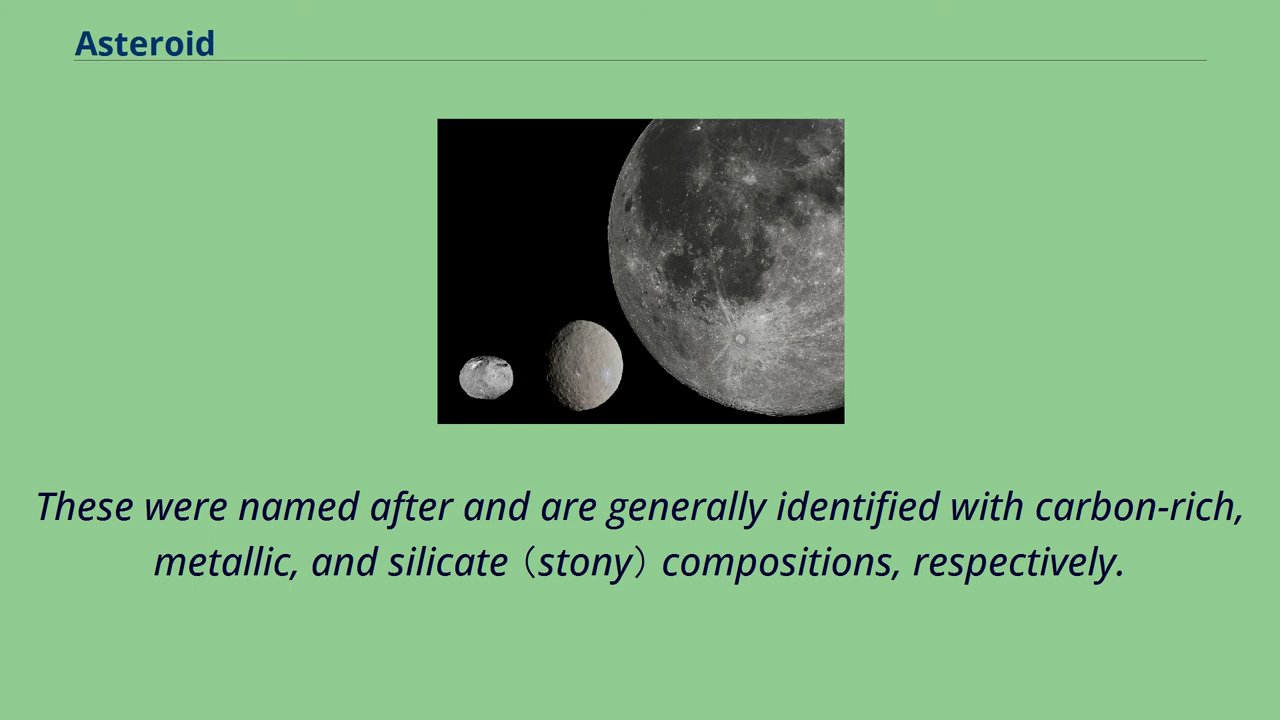 Asteroid
These were named after and are generally identified with carbon-rich,
metallic, and silicate（stony）compositions, respectively.